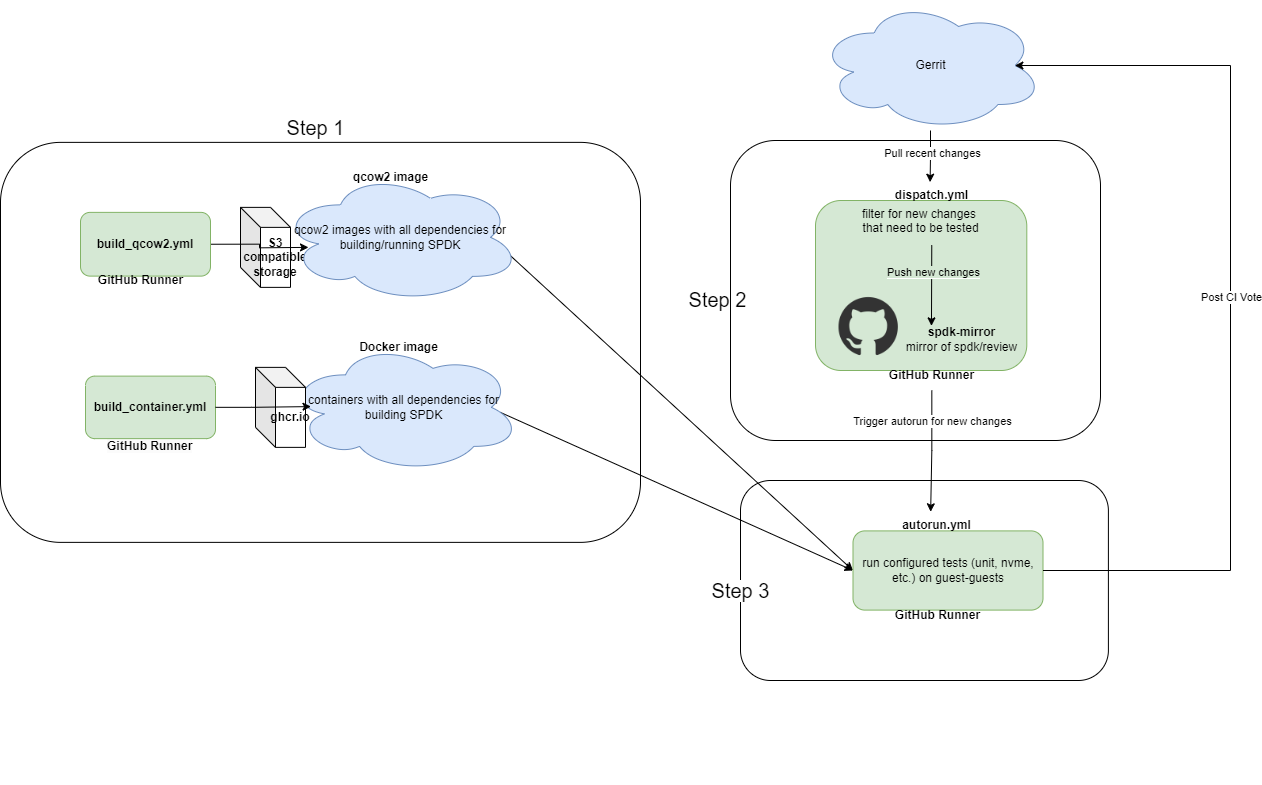 Step 1
qcow2 image
build_qcow2.yml
GitHub Runner
S3
compatible
storage
qcow2 images with all dependencies for
building/running SPDK
Docker image
build_container.yml
GitHub Runner
ghcr.io
containers with all dependencies for
building SPDK
Gerrit
Pull recent changes
Step 2
dispatch.yml
filter for new changes
that need to be tested
Push new changes
spdk-mirror
mirror of spdk/review
GitHub Runner
Trigger autorun for new changes
Step 3
autorun.yml
run configured tests (unit, nvme,
etc.) on guest-guests
GitHub Runner
Post CI Vote